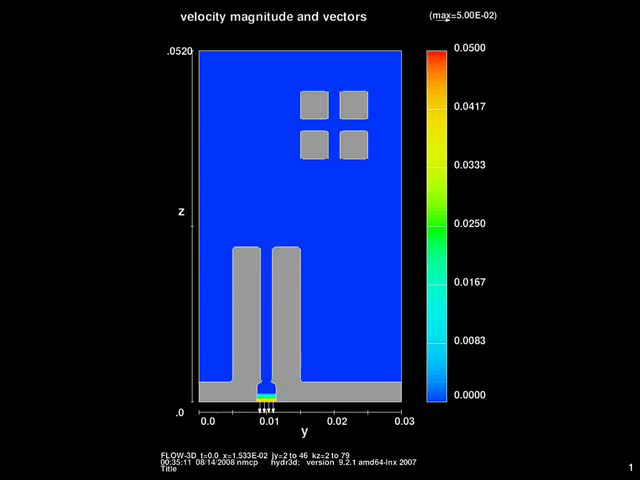 velocity magnitude and vectors
(max=5.00E-02)
.0520
z
.0
0.0 0.01 0.02 0.03
y
0.0500
0.0417
0.0333
0.0250
0.0167
0.0083
0.0000
FLOW-3D t=0.0 x=1.533E-02 jy=2 to 46 kz=2 to 79
00:35:11 08/14/2008 nmcp hydr3d: version 9.2.1 amd64-lnx 2007
Title
1